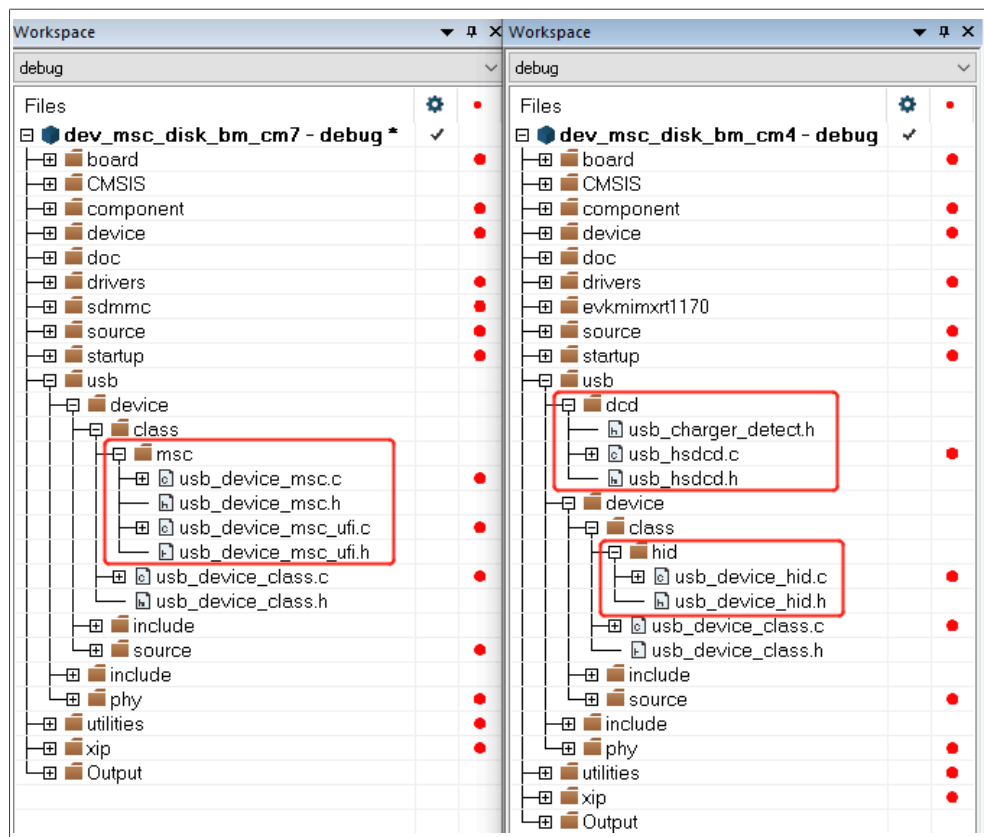 Workspace
debug
Files
dev_msc_disk_bm_cm7 - debug *
board
CMSIS
component
device
doc
drivers
sdmmc
source
startup
usb
device
class
msc
usb_device_msc.c
usb_device_msc.h
usb_device_msc_ufi.c
usb_device_msc_ufi.h
usb_device_class.c
usb_device_class.h
include
source
include
phy
utilities
xip
Output
Workspace
debug
Files
dev_msc_disk_bm_cm4 - debug
board
CMSIS
component
device
doc
drivers
evkmimxrt1170
source
startup
usb
dcd
usb_charger_detect.h
usb_hsdcd.c
usb_hsdcd.h
device
class
hid
usb_device_hid.c
usb_device_hid.h
usb_device_class.c
usb_device_class.h
include
source
include
phy
utilities
xip
Output